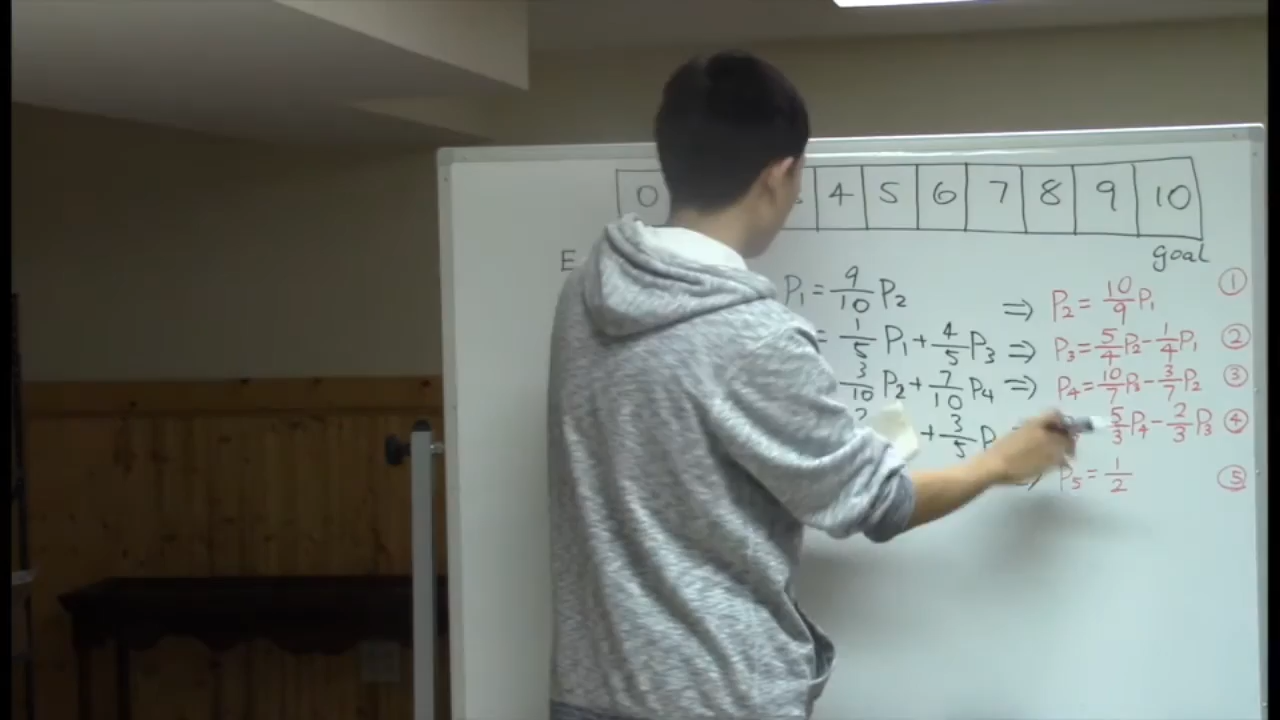 0 4 5 6 7 8 9 10
goal
E
P₁ = 9/10 P₂ ⇒ P₂ = 10/9 P₁ ①
= 1/5 P₁ + 4/5 P₃ ⇒ P₃ = 5/4 P₂ - 1/4 P₁ ②
3/10 P₂ + 7/10 P₄ ⇒ P₄ = 10/7 P₃ - 3/7 P₂ ③
+ 3/5 P 5/3 P₄ - 2/3 P₃ ④
P₅ = 1/2 ⑤